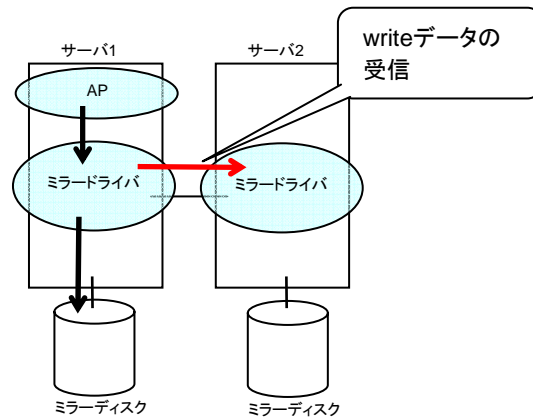 サーバ1
サーバ2
writeデータの
受信
AP
ミラードライバ
ミラードライバ
ミラーディスク
ミラーディスク